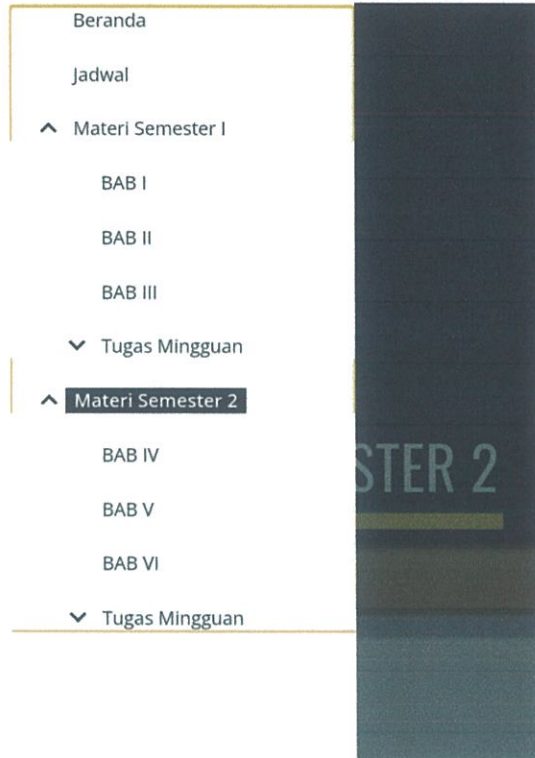 Beranda
Jadwal
Materi Semester I
BAB I
BAB II
BAB III
Tugas Mingguan
Materi Semester 2
BAB IV
STER 2
BAB V
BAB VI
Tugas Mingguan